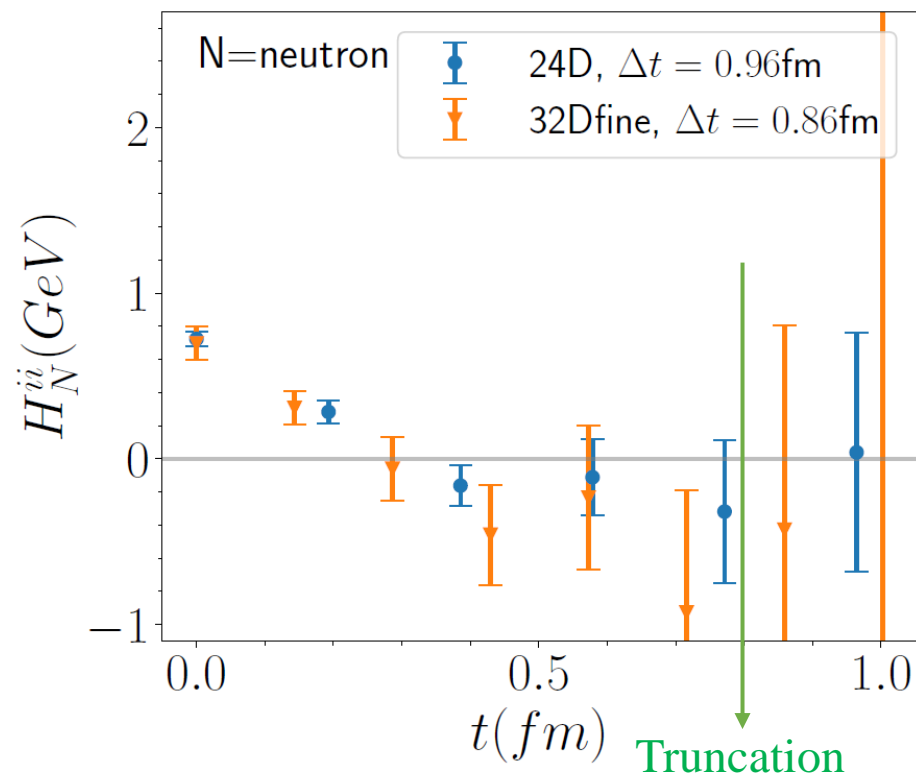 N=neutron
24D, Δt = 0.96fm
32Dfine, Δt = 0.86fm
H_N^{ii}(GeV)
2
1
0
−1
0.0 0.5 1.0
t(fm)
Truncation